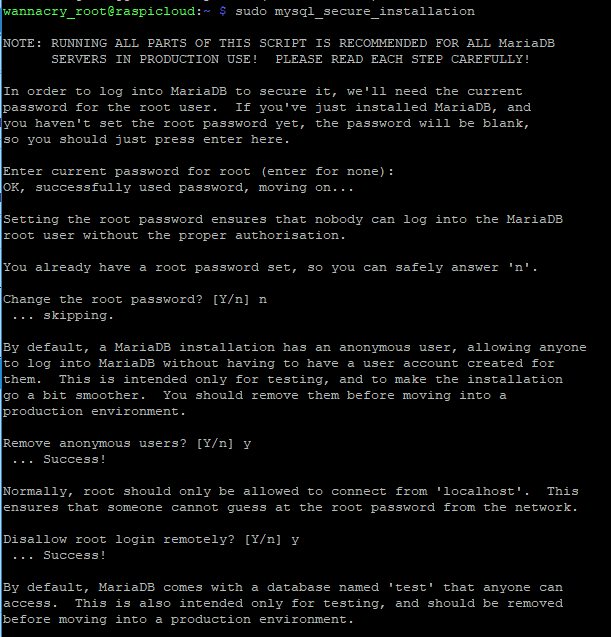 wannacry_root@raspicloud:~ $ sudo mysql_secure_installation
NOTE: RUNNING ALL PARTS OF THIS SCRIPT IS RECOMMENDED FOR ALL MariaDB
SERVERS IN PRODUCTION USE!  PLEASE READ EACH STEP CAREFULLY!
In order to log into MariaDB to secure it, we'll need the current
password for the root user.  If you've just installed MariaDB, and
you haven't set the root password yet, the password will be blank,
so you should just press enter here.
Enter current password for root (enter for none):
OK, successfully used password, moving on...
Setting the root password ensures that nobody can log into the MariaDB
root user without the proper authorisation.
You already have a root password set, so you can safely answer 'n'.
Change the root password? [Y/n] n
... skipping.
By default, a MariaDB installation has an anonymous user, allowing anyone
to log into MariaDB without having to have a user account created for
them.  This is intended only for testing, and to make the installation
go a bit smoother.  You should remove them before moving into a
production environment.
Remove anonymous users? [Y/n] y
... Success!
Normally, root should only be allowed to connect from 'localhost'.  This
ensures that someone cannot guess at the root password from the network.
Disallow root login remotely? [Y/n] y
... Success!
By default, MariaDB comes with a database named 'test' that anyone can
access.  This is also intended only for testing, and should be removed
before moving into a production environment.